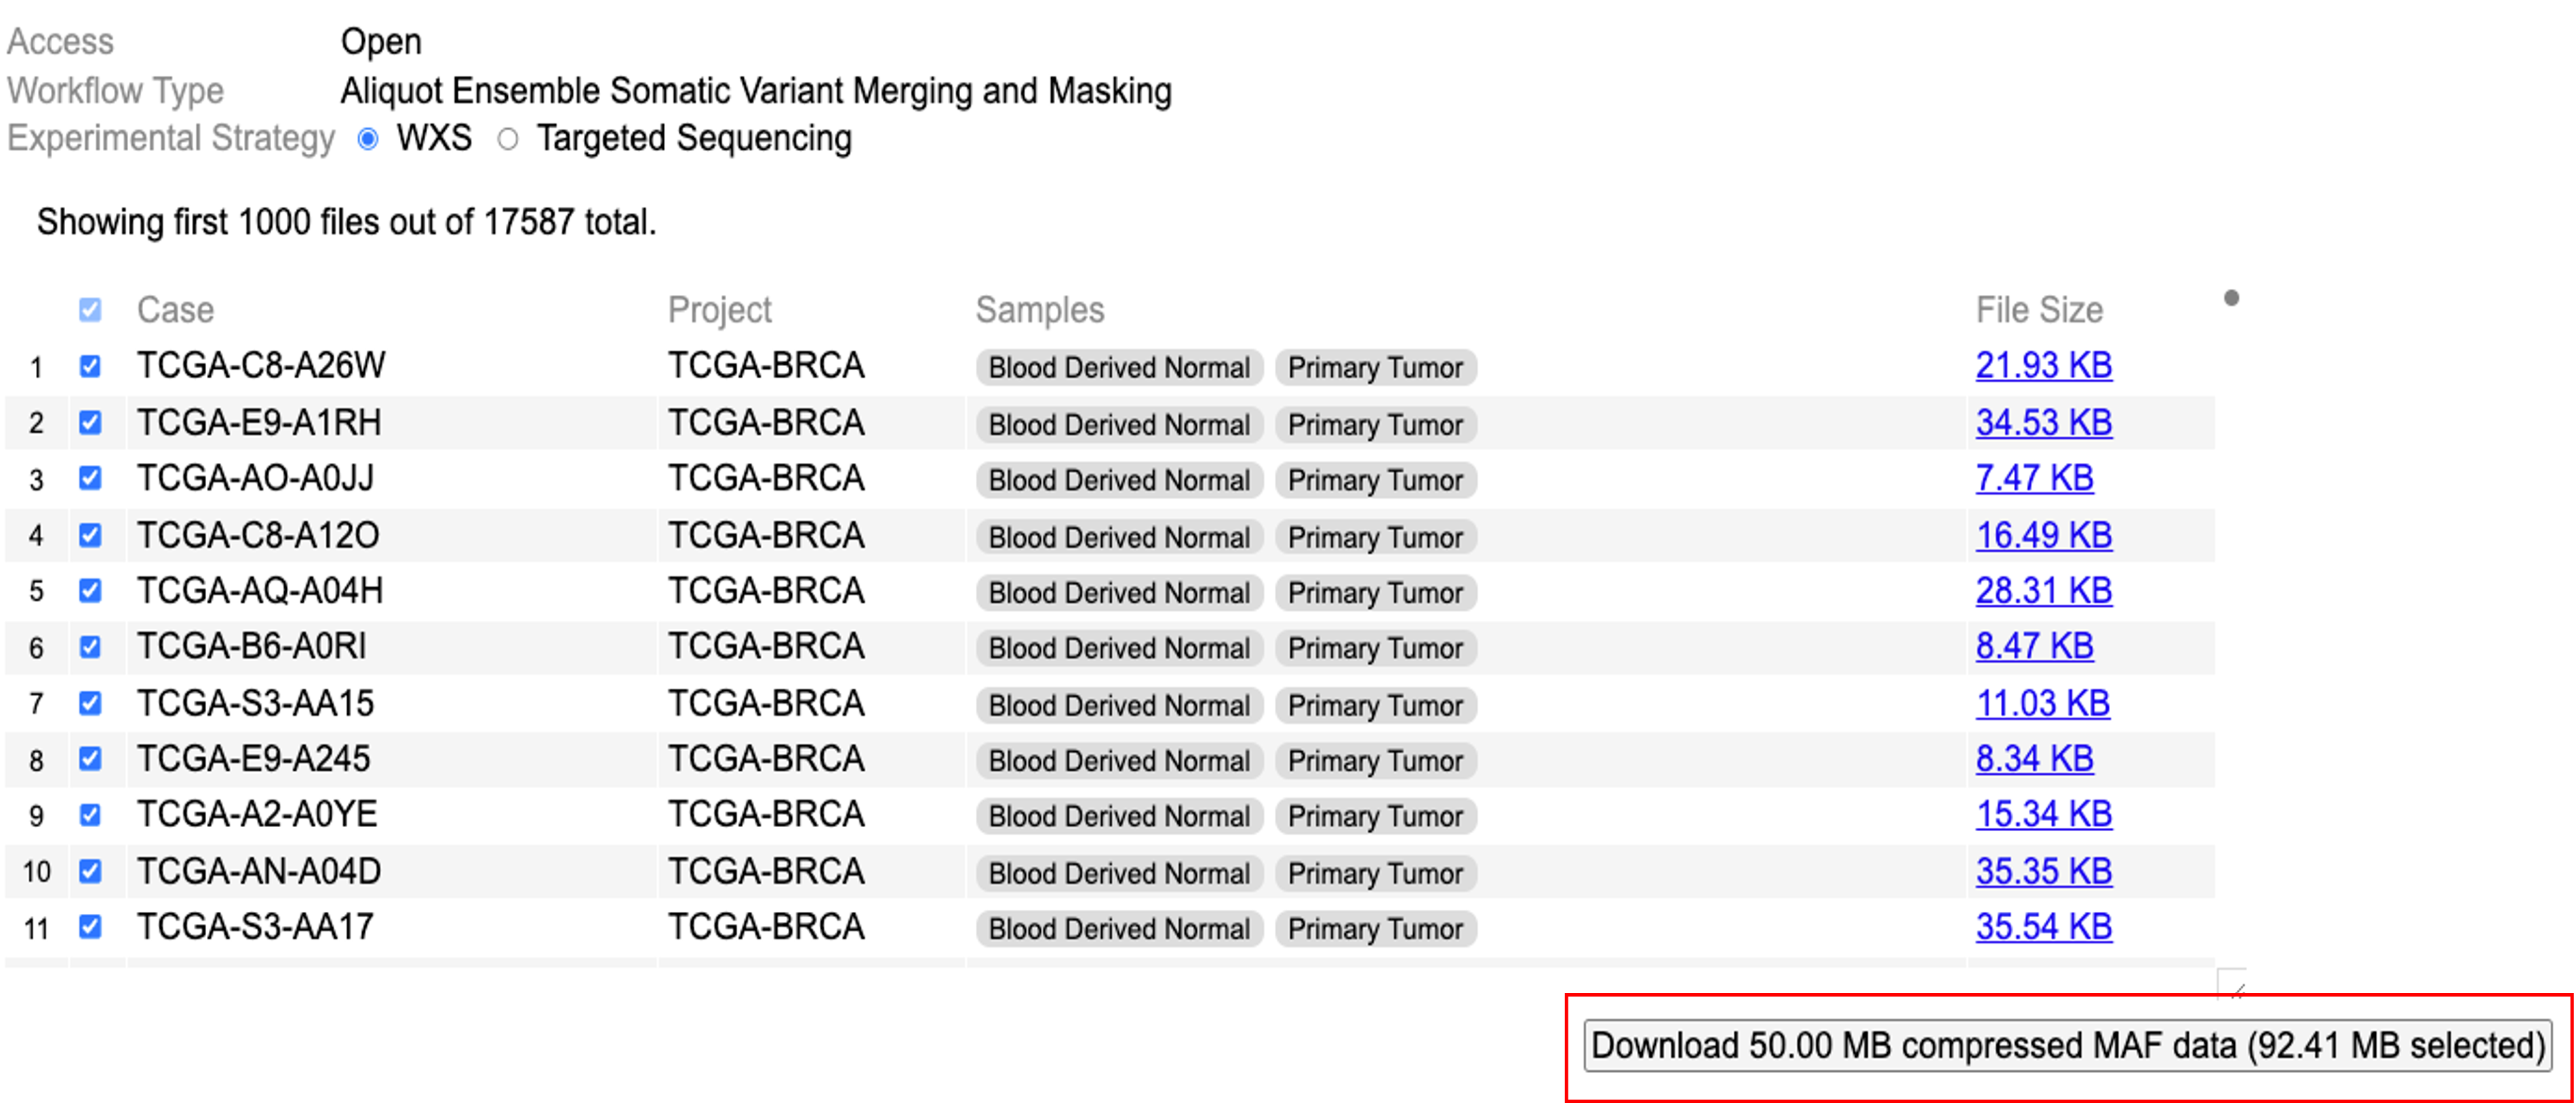 Access Open
Workflow Type Aliquot Ensemble Somatic Variant Merging and Masking
Experimental Strategy WXS Targeted Sequencing
Showing first 1000 files out of 17587 total.
Case Project Samples File Size
1 TCGA-C8-A26W TCGA-BRCA Blood Derived Normal Primary Tumor 21.93 KB
2 TCGA-E9-A1RH TCGA-BRCA Blood Derived Normal Primary Tumor 34.53 KB
3 TCGA-AO-A0JJ TCGA-BRCA Blood Derived Normal Primary Tumor 7.47 KB
4 TCGA-C8-A12O TCGA-BRCA Blood Derived Normal Primary Tumor 16.49 KB
5 TCGA-AQ-A04H TCGA-BRCA Blood Derived Normal Primary Tumor 28.31 KB
6 TCGA-B6-A0RI TCGA-BRCA Blood Derived Normal Primary Tumor 8.47 KB
7 TCGA-S3-AA15 TCGA-BRCA Blood Derived Normal Primary Tumor 11.03 KB
8 TCGA-E9-A245 TCGA-BRCA Blood Derived Normal Primary Tumor 8.34 KB
9 TCGA-A2-A0YE TCGA-BRCA Blood Derived Normal Primary Tumor 15.34 KB
10 TCGA-AN-A04D TCGA-BRCA Blood Derived Normal Primary Tumor 35.35 KB
11 TCGA-S3-AA17 TCGA-BRCA Blood Derived Normal Primary Tumor 35.54 KB
Download 50.00 MB compressed MAF data (92.41 MB selected)